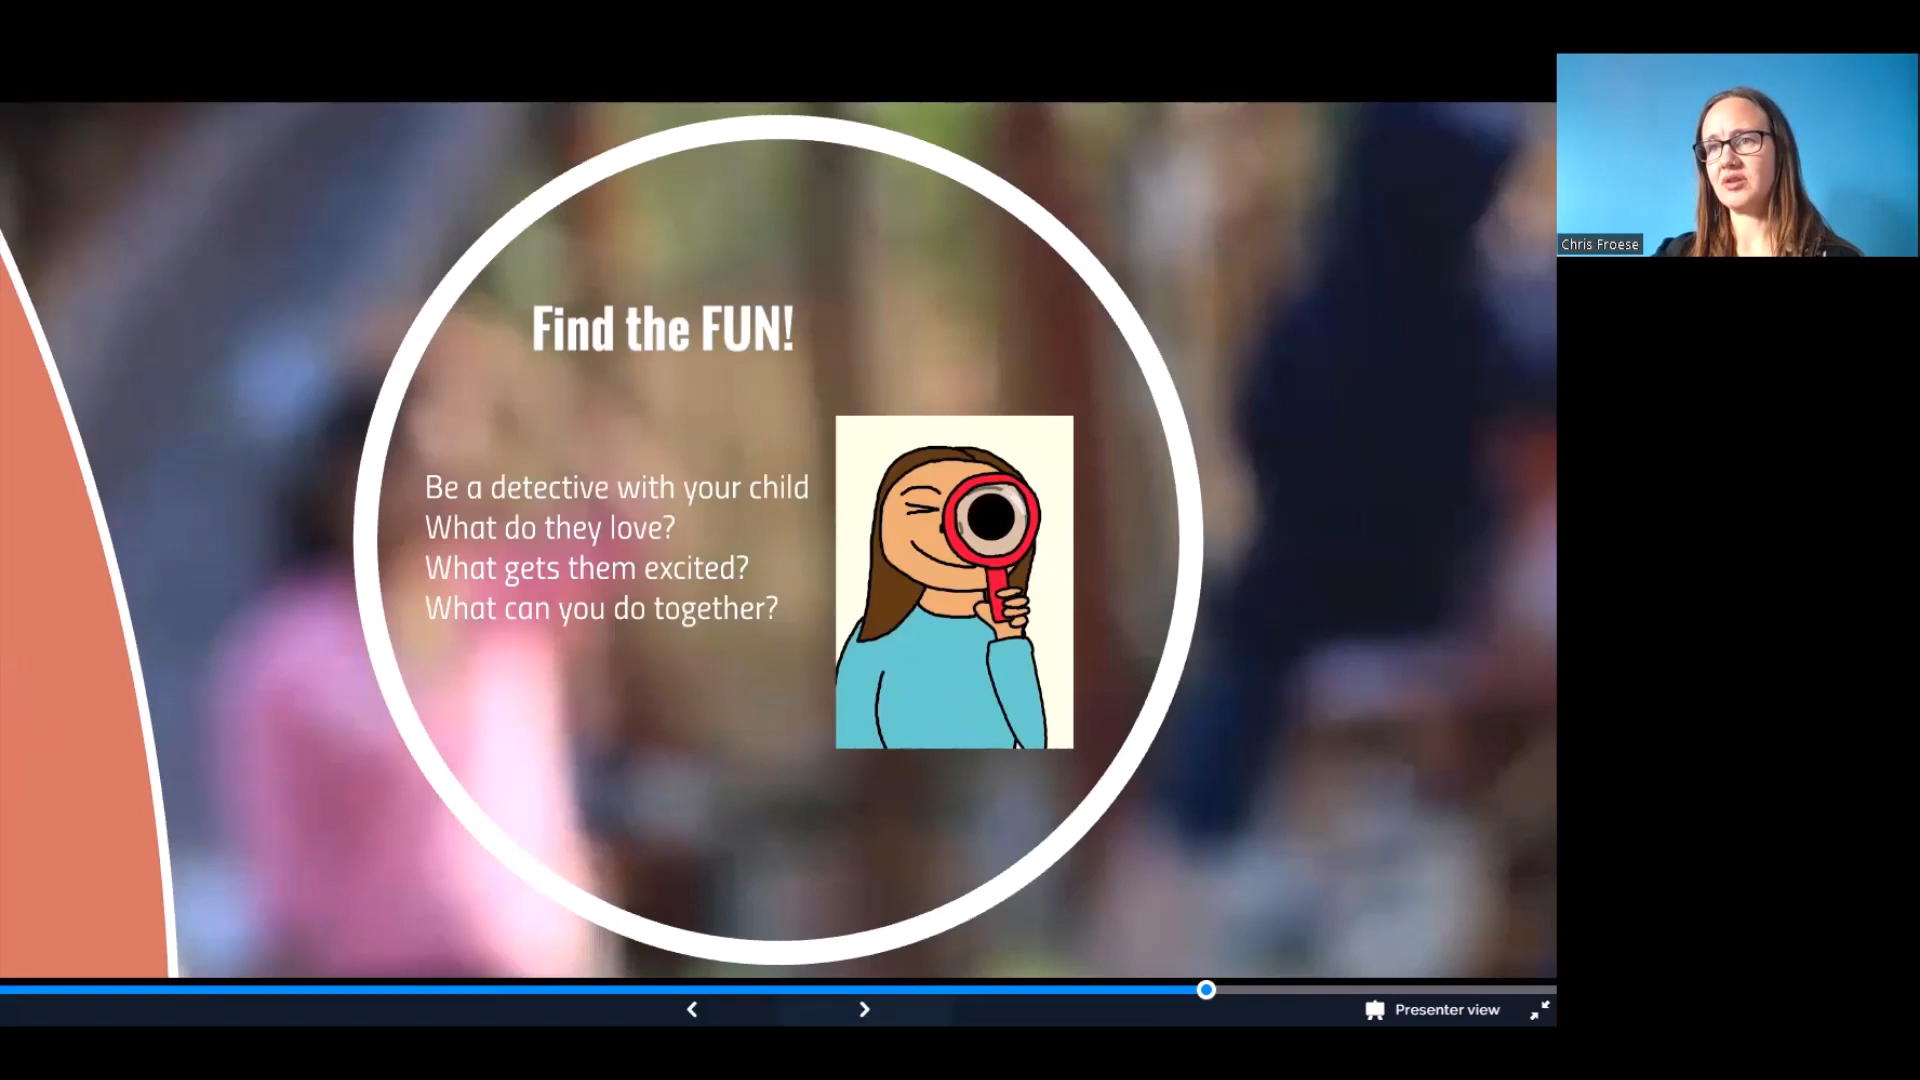 Find the FUN!
Be a detective with your child
What do they love?
What gets them excited?
What can you do together?
Chris Froese
Presenter view